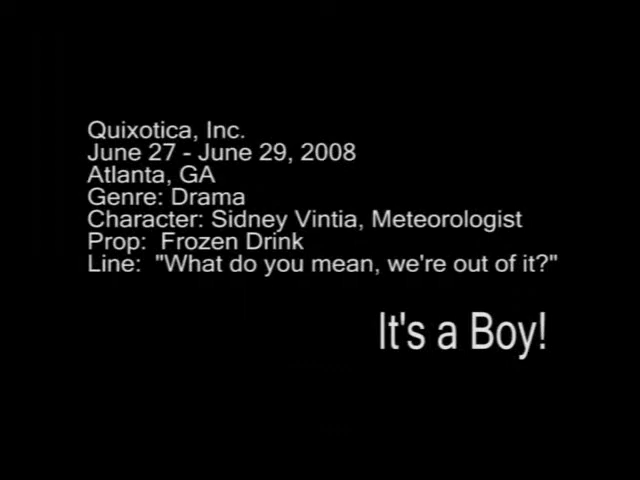 Quixotica, Inc.
June 27 - June 29, 2008
Atlanta, GA
Genre: Drama
Character: Sidney Vintia, Meteorologist
Prop:  Frozen Drink
Line:  "What do you mean, we're out of it?"
It's a Boy!